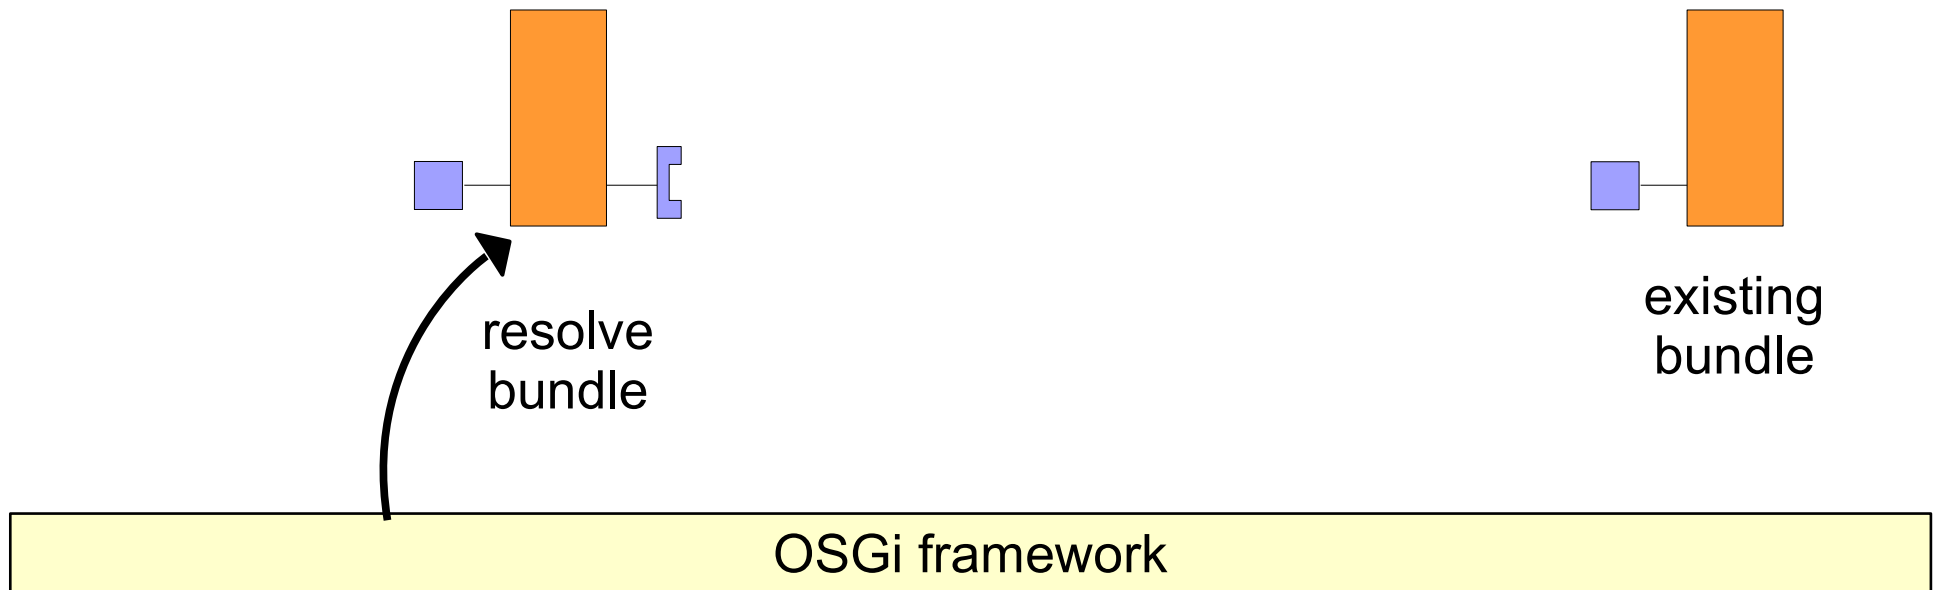 existing
bundle
resolve
bundle
OSGi framework